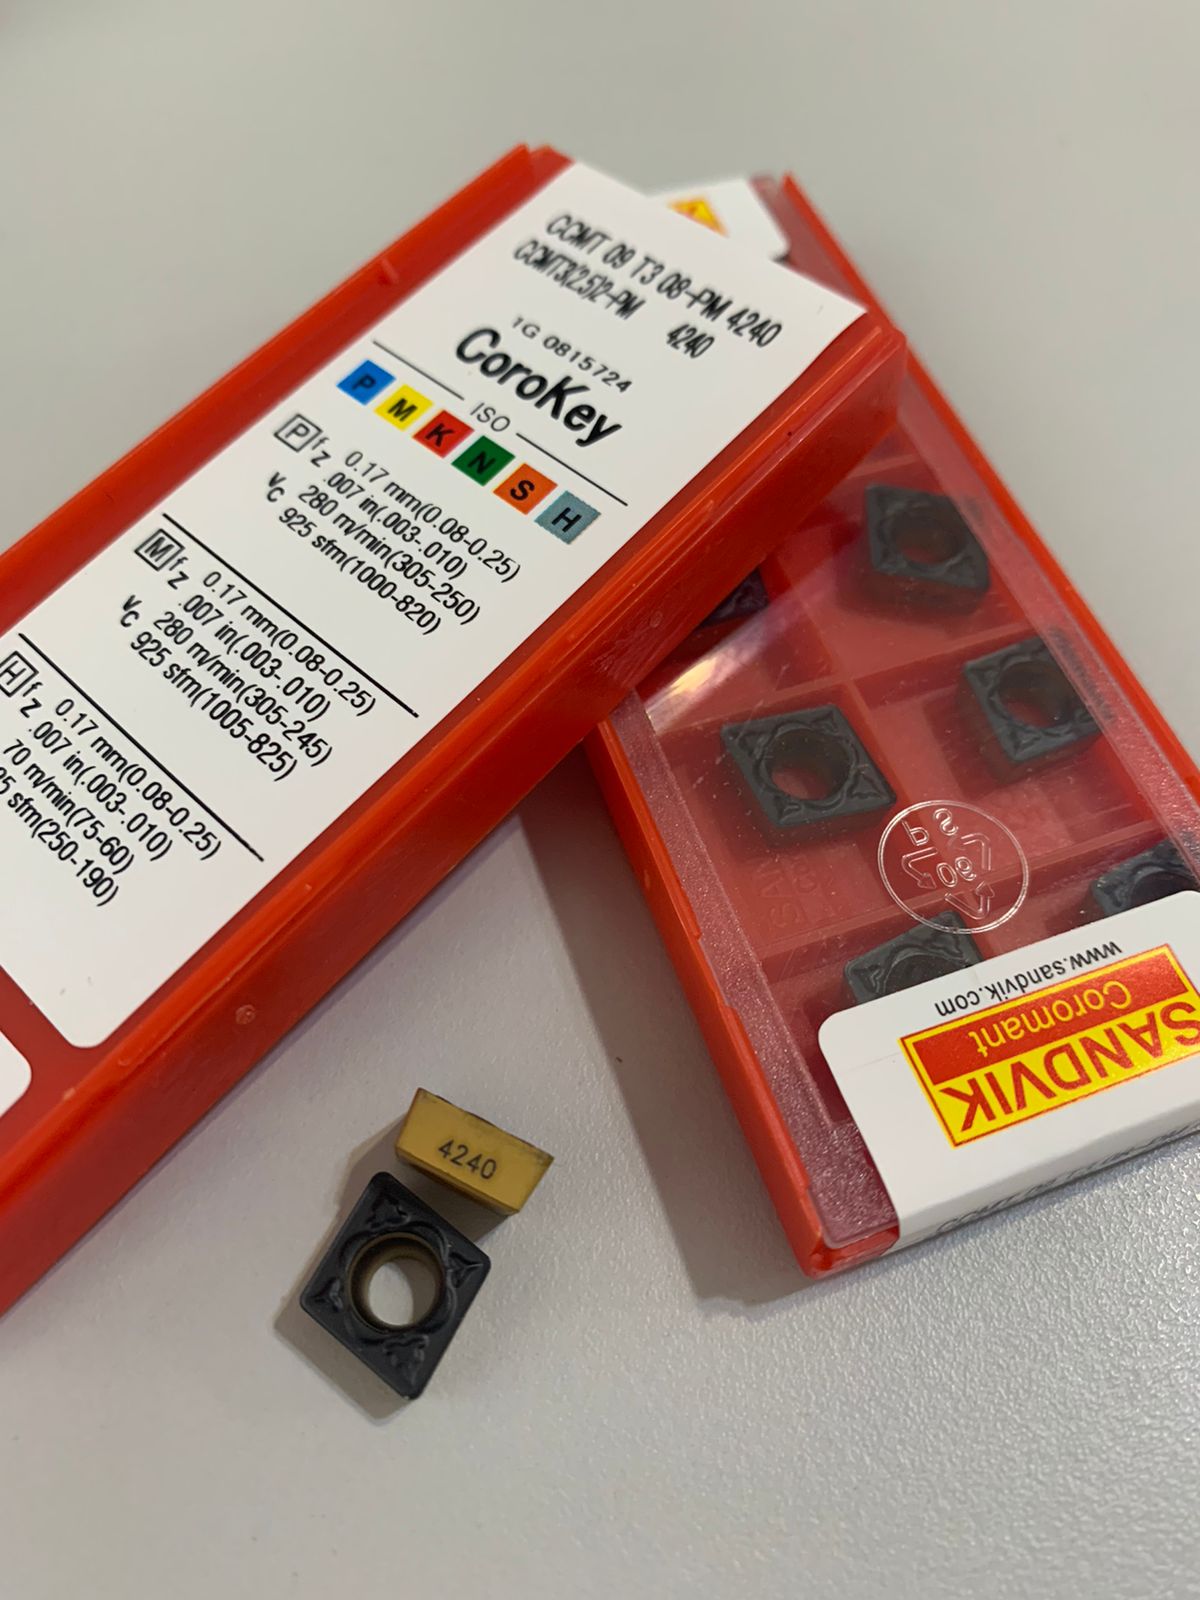 CCMT 09 T3 08-PM 4240
CCMT3(2.5)2-PM 4240
1G 0815724
CoroKey
ISO
P M K N S H
P fz 0.17 mm(0.08-0.25)
.007 in(.003-.010)
vc 280 m/min(305-250)
925 sfm(1000-820)
M fz 0.17 mm(0.08-0.25)
.007 in(.003-.010)
vc 280 m/min(305-245)
925 sfm(1005-825)
H fz 0.17 mm(0.08-0.25)
.007 in(.003-.010)
70 m/min(75-60)
sfm(250-190)
4240
www.sandvik.com
SANDVIK
Coromant